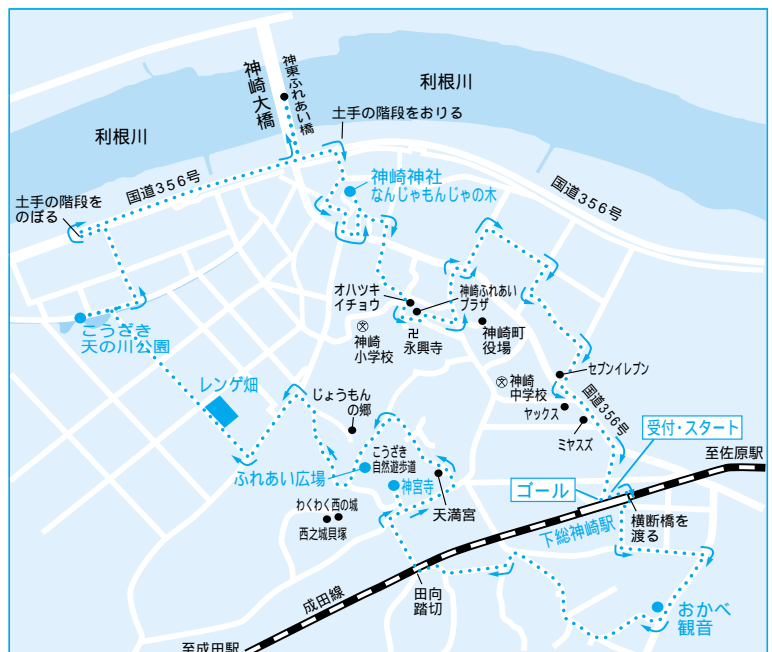 神崎大橋
神東ふれあい橋
利根川
利根川
土手の階段をおりる
国道356号
神崎神社
なんじゃもんじゃの木
国道356号
土手の階段を
のぼる
オハツキ
イチョウ
神崎ふれあい
プラザ
こうざき
天の川公園
文
神崎
小学校
卍
永興寺
神崎町
役場
セブンイレブン
レンゲ畑
じょうもん
の郷
文
神崎
中学校
ヤックス
国道356号
ミヤスズ
受付・スタート
こうざき
自然遊歩道
ふれあい広場
神宮寺
天満宮
ゴール
至佐原駅
わくわく西の城
西之城貝塚
下総神崎駅
横断橋を
渡る
成田線
田向
踏切
おかべ
観音
至成田駅